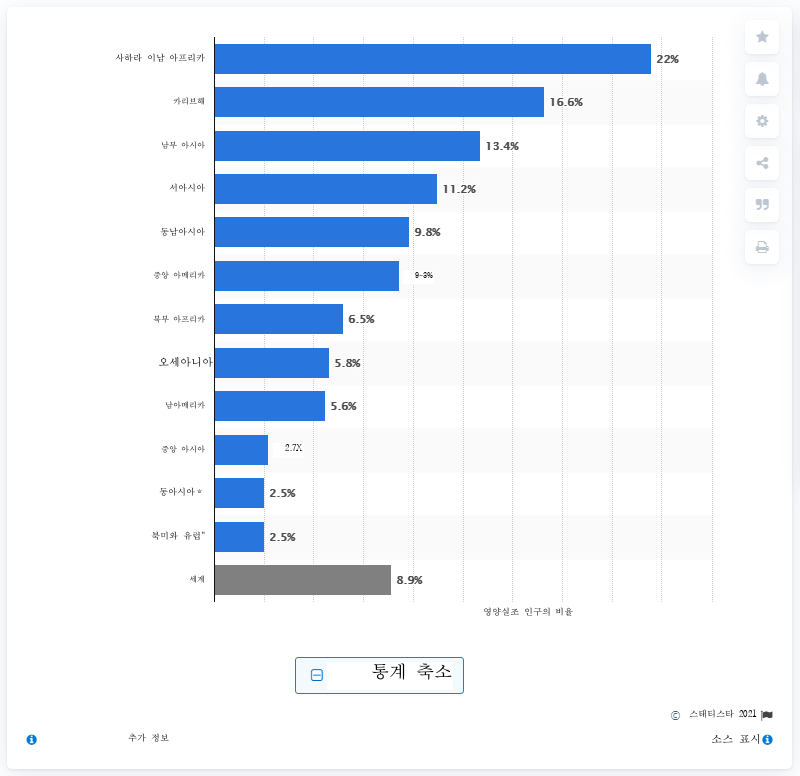 사하라 이남 아프리카 22%
카리브해 16.6%
남부 아시아 13.4%
서아시아 11.2%
동남아시아 9.8%
중앙 아메리카 9-3%
북부 아프리카 6.5%
오세아니아 5.8%
남아메리카 5.6%
중앙 아시아 2.7X
동아시아* 2.5%
북미와 유럽" 2.5%
세계 8.9%
영양실조 인구의 비율
통계 축소
© 스태티스타 2021
추가 정보 소스 표시